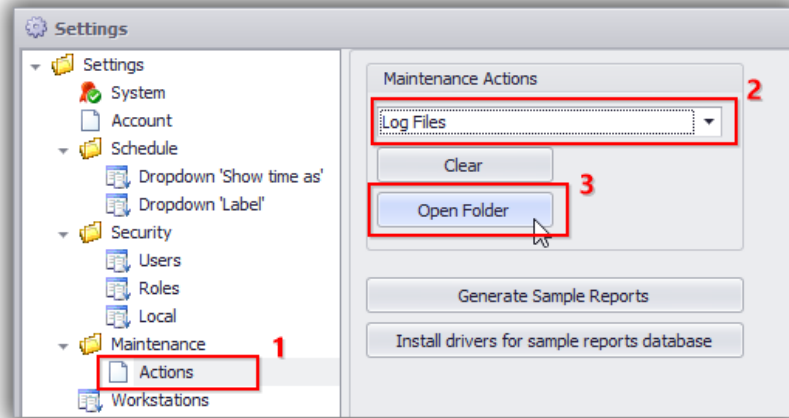 Settings
Settings
System
Account
Schedule
Dropdown 'Show time as'
Dropdown 'Label'
Security
Users
Roles
Local
Maintenance
1
Actions
Workstations
Maintenance Actions
2
Log Files
Clear
3
Open Folder
Generate Sample Reports
Install drivers for sample reports database